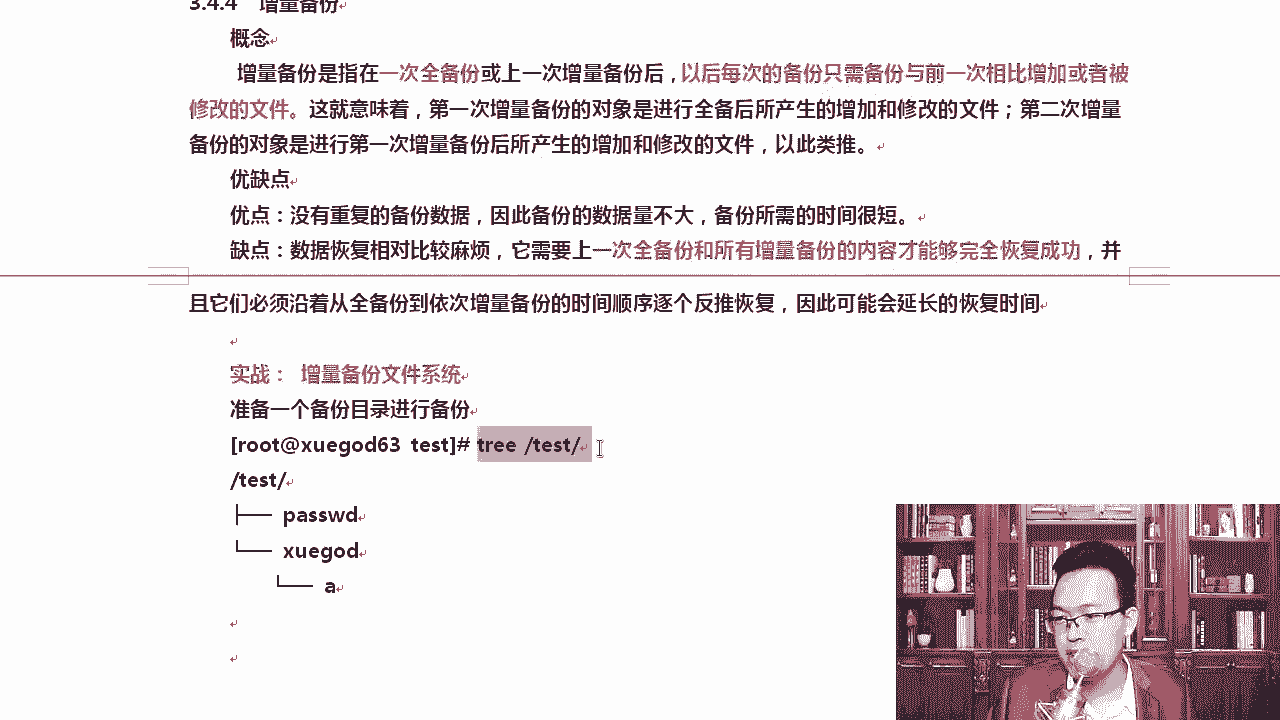 3.4.4 增量备份
概念
增量备份是指在一次全备份或上一次增量备份后，以后每次的备份只需备份与前一次相比增加或者被
修改的文件。这就意味着，第一次增量备份的对象是进行全备后所产生的增加和修改的文件；第二次增量
备份的对象是进行第一次增量备份后所产生的增加和修改的文件，以此类推。
优缺点
优点：没有重复的备份数据，因此备份的数据量不大，备份所需的时间很短。
缺点：数据恢复相对比较麻烦，它需要上一次全备份和所有增量备份的内容才能够完全恢复成功，并
且它们必须沿着从全备份到依次增量备份的时间顺序逐个反推恢复，因此可能会延长的恢复时间
实战： 增量备份文件系统
准备一个备份目录进行备份
[root@xuegod63 test]# tree /test/
/test/
├── passwd
└── xuegod
    └── a